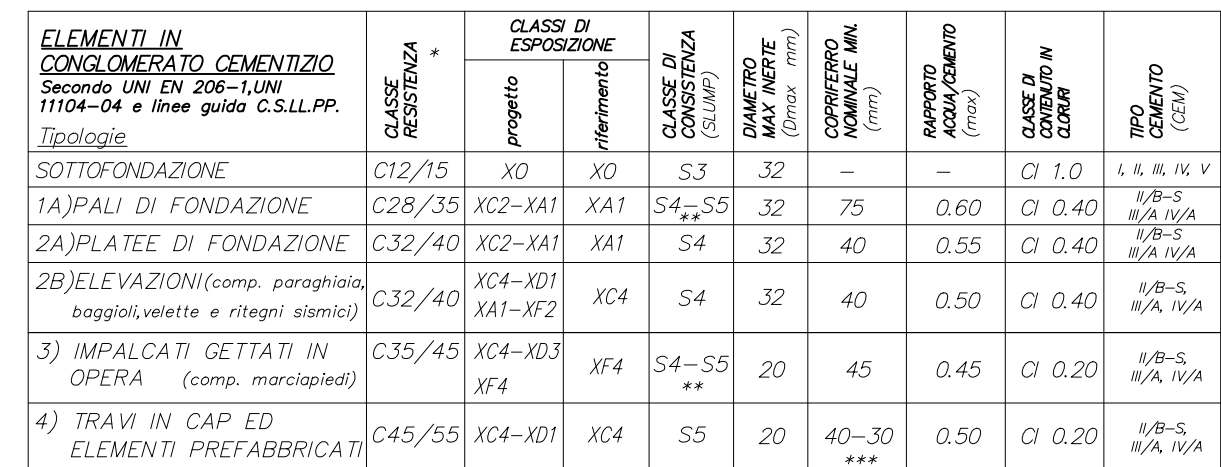 ELEMENTI IN
CONGLOMERATO CEMENTIZIO
Secondo UNI EN 206-1,UNI
11104-04 e linee guida C.S.LL.PP.
Tipologie
CLASSE
RESISTENZA *
CLASSI DI
ESPOSIZIONE
progetto
riferimento
CLASSE DI
CONSISTENZA
(SLUMP)
DIAMETRO
MAX INERTE
(Dmax mm)
COPRIFERRO
NOMINALE MIN.
(mm)
RAPPORTO
ACQUA/CEMENTO
(max)
CLASSE DI
CONTENUTO IN
CLORURI
TIPO
CEMENTO
(CEM)
SOTTOFONDAZIONE C12/15 X0 X0 S3 32 – – Cl 1.0 I, II, III, IV, V
1A)PALI DI FONDAZIONE C28/35 XC2-XA1 XA1 S4-S5 32 75 0.60 Cl 0.40 II/B-S
** III/A IV/A
2A)PLATEE DI FONDAZIONE C32/40 XC2-XA1 XA1 S4 32 40 0.55 Cl 0.40 II/B-S
III/A IV/A
2B)ELEVAZIONI(comp. paraghiaia,
baggioli,velette e ritegni sismici)
C32/40
XC4-XD1
XA1-XF2
XC4 S4 32 40 0.50 Cl 0.40
II/B-S,
III/A, IV/A
3) IMPALCATI GETTATI IN
OPERA (comp. marciapiedi)
C35/45
XC4-XD3
XF4
XF4
S4-S5
**
20 45 0.45 Cl 0.20
II/B-S,
III/A, IV/A
4) TRAVI IN CAP ED
ELEMENTI PREFABBRICATI
C45/55 XC4-XD1 XC4 S5 20
40-30
***
0.50 Cl 0.20
II/B-S,
III/A, IV/A